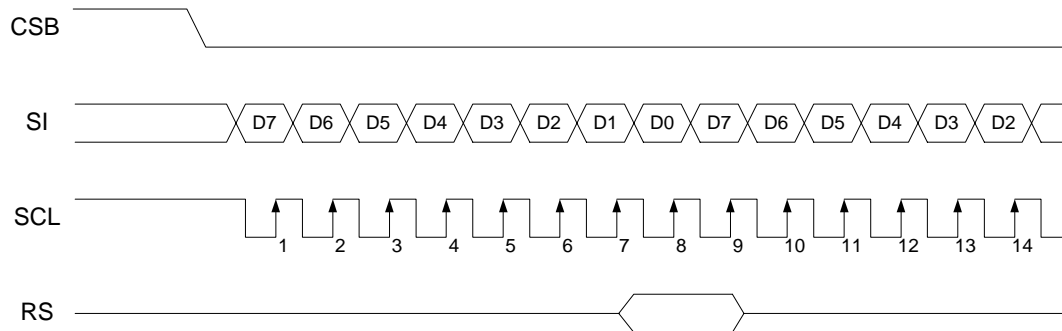 CSB
SI D7 D6 D5 D4 D3 D2 D1 D0 D7 D6 D5 D4 D3 D2
SCL
1 2 3 4 5 6 7 8 9 10 11 12 13 14
RS